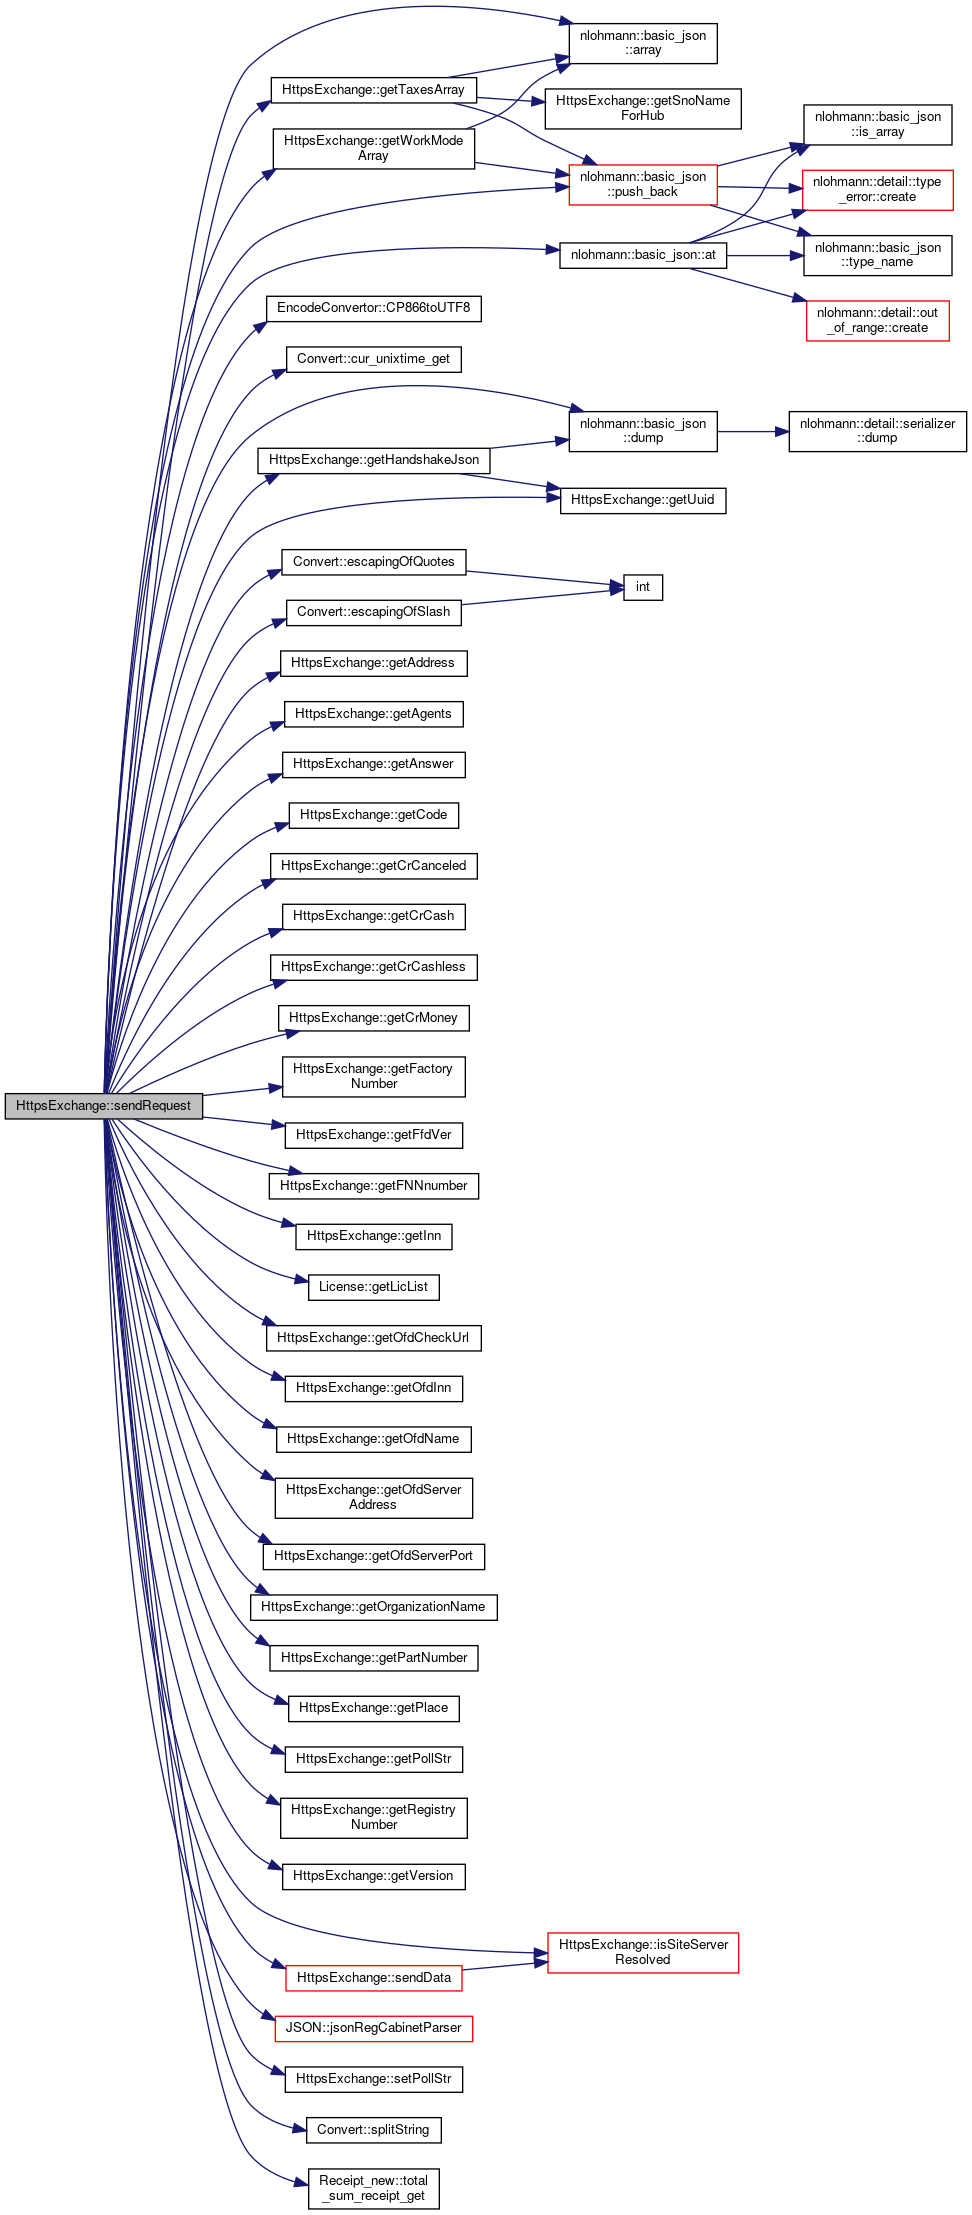 nlohmann::basic_json
::array
HttpsExchange::getTaxesArray
HttpsExchange::getSnoName
ForHub
HttpsExchange::getWorkMode
Array
nlohmann::basic_json
::is_array
nlohmann::basic_json
::push_back
nlohmann::detail::type
_error::create
nlohmann::basic_json::at
nlohmann::basic_json
::type_name
EncodeConvertor::CP866toUTF8
nlohmann::detail::out
_of_range::create
Convert::cur_unixtime_get
nlohmann::basic_json
::dump
nlohmann::detail::serializer
::dump
HttpsExchange::getHandshakeJson
HttpsExchange::getUuid
Convert::escapingOfQuotes
int
Convert::escapingOfSlash
HttpsExchange::getAddress
HttpsExchange::getAgents
HttpsExchange::getAnswer
HttpsExchange::getCode
HttpsExchange::getCrCanceled
HttpsExchange::getCrCash
HttpsExchange::getCrCashless
HttpsExchange::getCrMoney
HttpsExchange::getFactory
Number
HttpsExchange::sendRequest
HttpsExchange::getFfdVer
HttpsExchange::getFNNnumber
HttpsExchange::getInn
License::getLicList
HttpsExchange::getOfdCheckUrl
HttpsExchange::getOfdInn
HttpsExchange::getOfdName
HttpsExchange::getOfdServer
Address
HttpsExchange::getOfdServerPort
HttpsExchange::getOrganizationName
HttpsExchange::getPartNumber
HttpsExchange::getPlace
HttpsExchange::getPollStr
HttpsExchange::getRegistry
Number
HttpsExchange::getVersion
HttpsExchange::isSiteServer
Resolved
HttpsExchange::sendData
JSON::jsonRegCabinetParser
HttpsExchange::setPollStr
Convert::splitString
Receipt_new::total
_sum_receipt_get